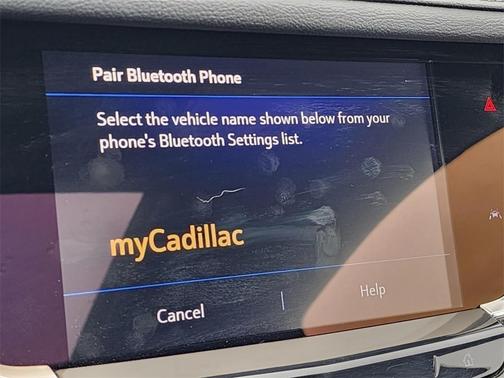 Pair Bluetooth Phone
Select the vehicle name shown below from your
phone's Bluetooth Settings list.
myCadillac
Cancel
Help